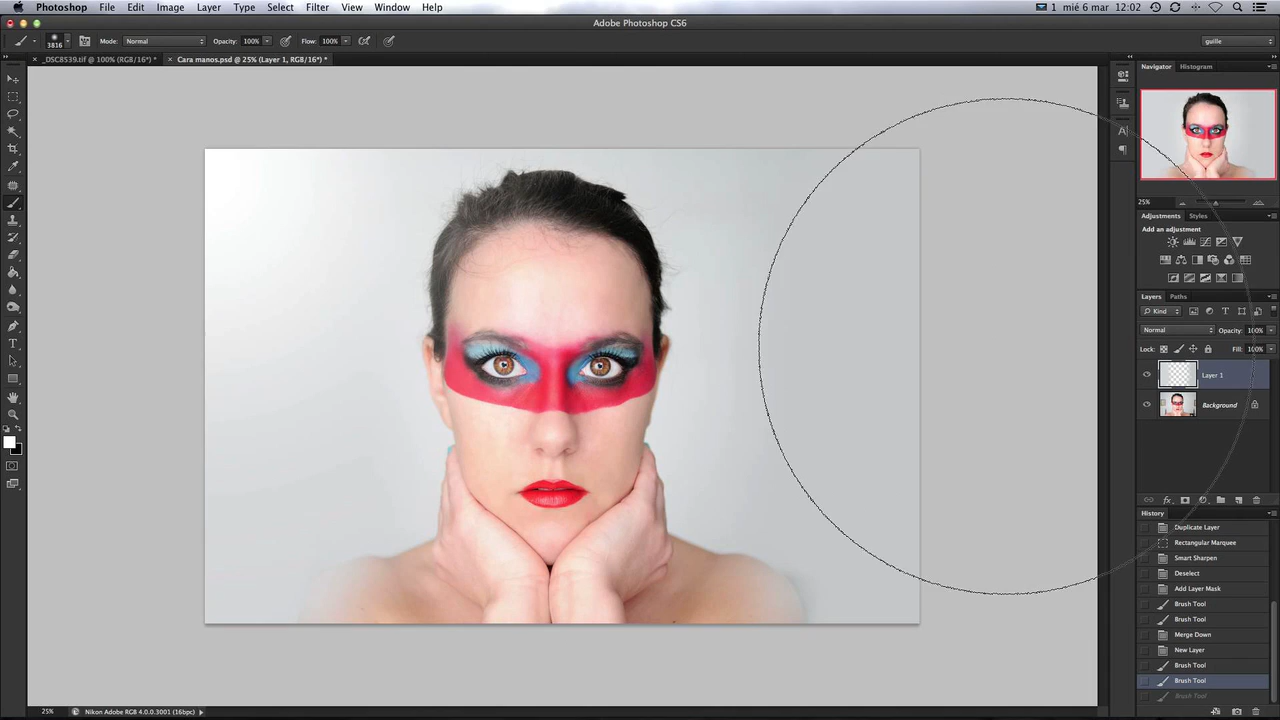 Photoshop File Edit Image Layer Type Select Filter View Window Help 1 mié 6 mar 12:02
Adobe Photoshop CS6
3816 Mode: Normal Opacity: 100% Flow: 100% guille
× _DSC8539.tif @ 100% (RGB/16*) * × Cara manos.psd @ 25% (Layer 1, RGB/16*) *
Navigator Histogram
25%
Adjustments Styles
Add an adjustment
Layers Paths
Kind
Normal Opacity: 100%
Lock: Fill: 100%
Layer 1
Background
fx
History
Duplicate Layer
Rectangular Marquee
Smart Sharpen
Deselect
Add Layer Mask
Brush Tool
Brush Tool
Merge Down
New Layer
Brush Tool
Brush Tool
Brush Tool
25% Nikon Adobe RGB 4.0.0.3001 (16bpc)